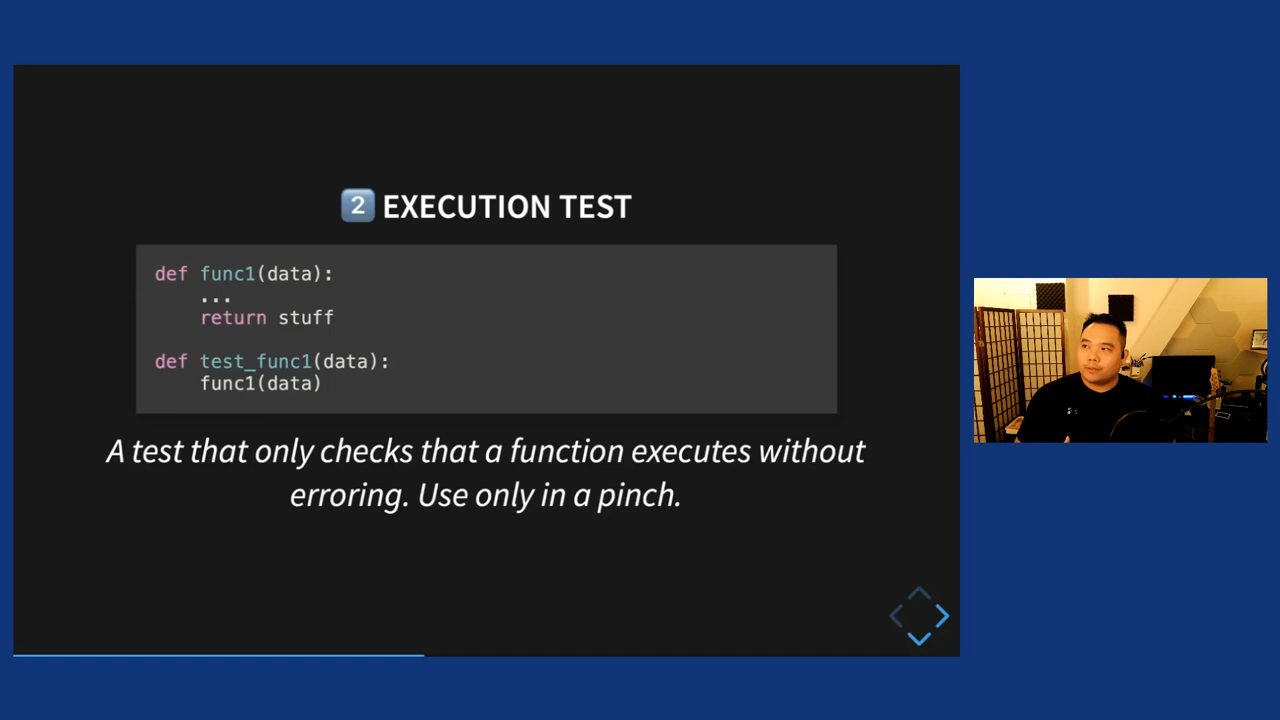 2 EXECUTION TEST
def func1(data):
...
return stuff
def test_func1(data):
func1(data)
A test that only checks that a function executes without
erroring. Use only in a pinch.